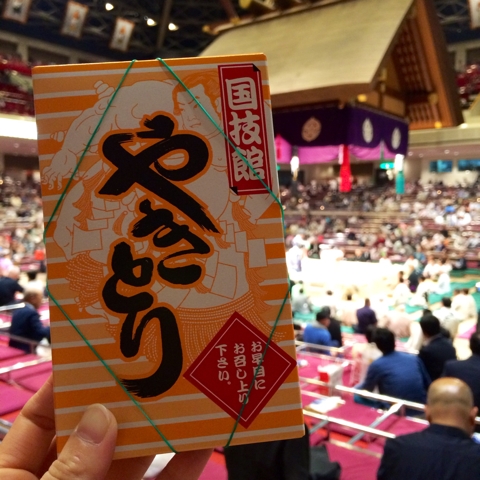 国技館
やきとり
お早目に
お召し上り
下さい。